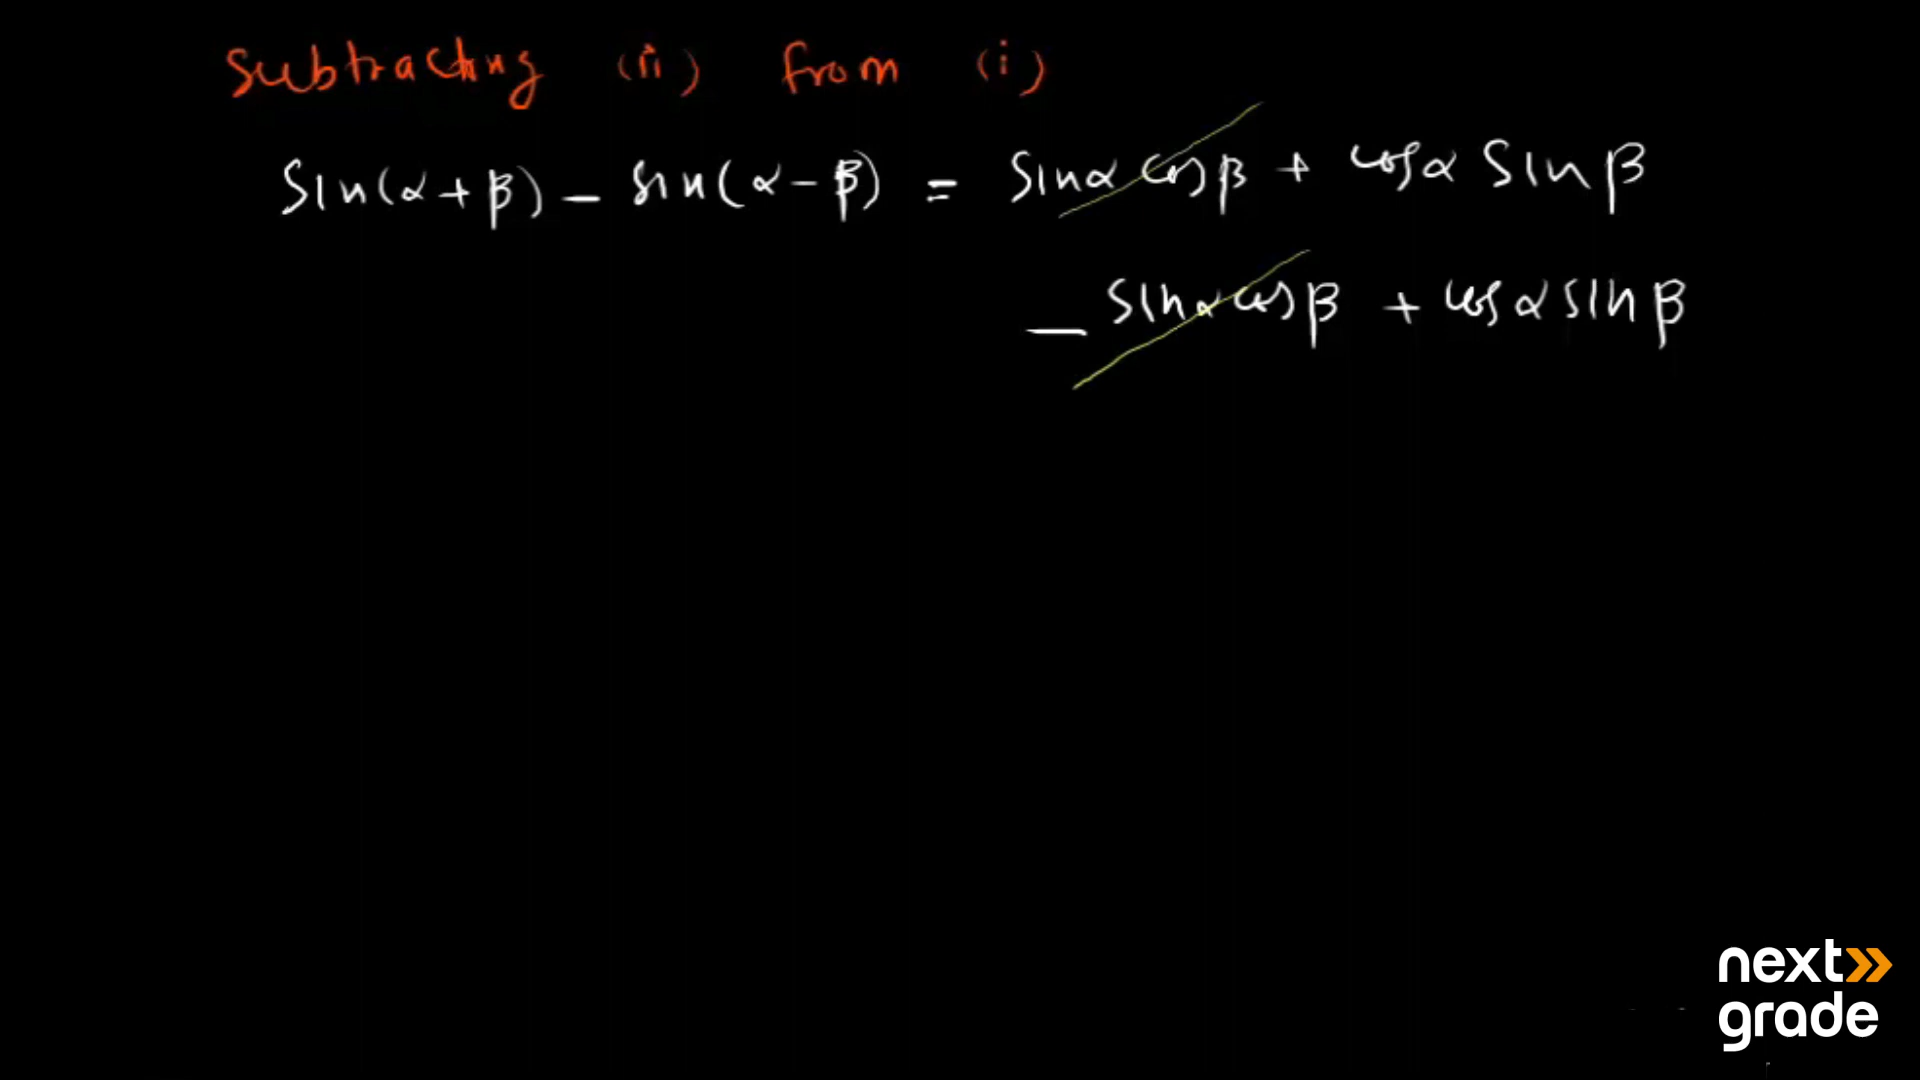 Subtracting (ii) from (i)
Sin(α + β) – sin(α – β) = Sinα cosβ + cosα Sinβ
– Sinα cosβ + cosα sinβ
next
grade